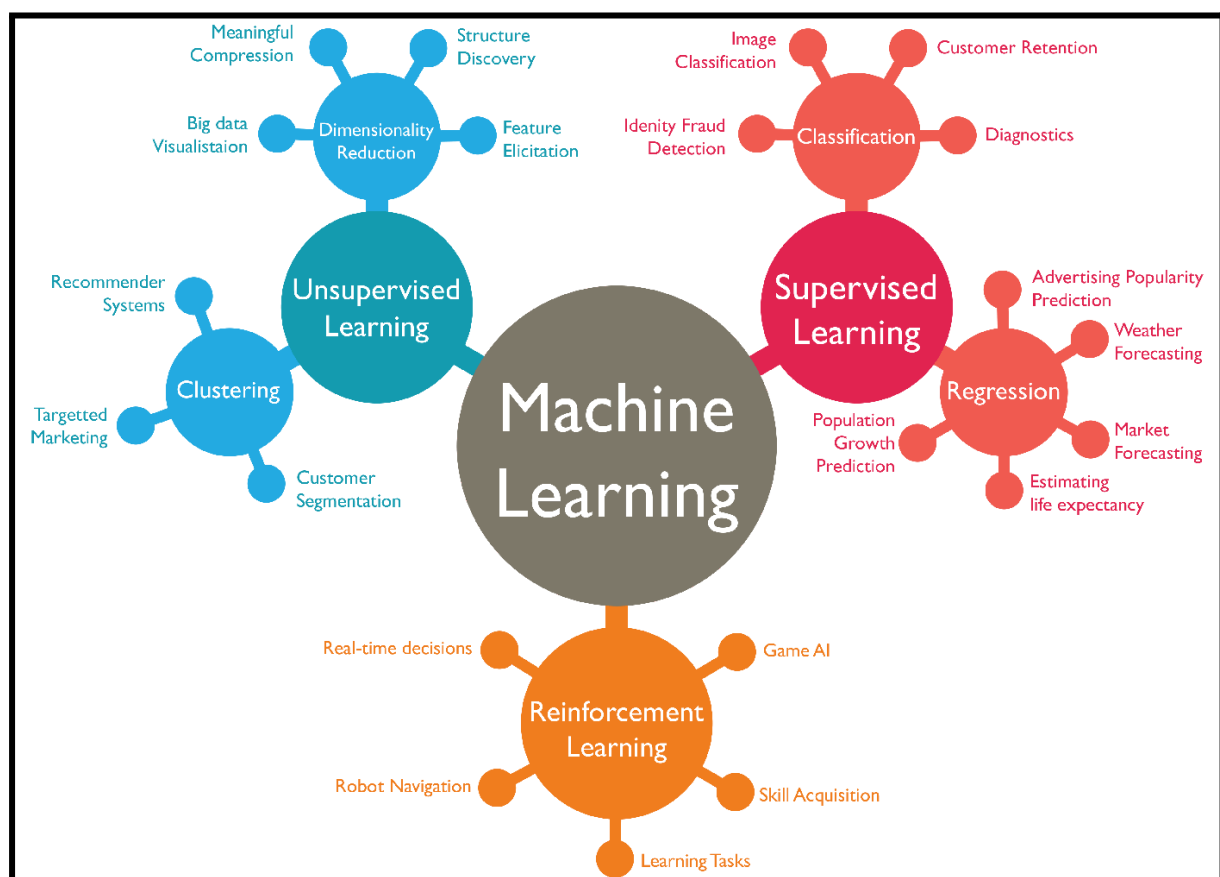 Meaningful
Compression
Structure
Discovery
Big data
Visualistaion
Dimensionality
Reduction
Feature
Elicitation
Image
Classification
Customer Retention
Idenity Fraud
Detection
Classification
Diagnostics
Unsupervised
Learning
Supervised
Learning
Recommender
Systems
Clustering
Targetted
Marketing
Customer
Segmentation
Machine
Learning
Advertising Popularity
Prediction
Weather
Forecasting
Regression
Population
Growth
Prediction
Market
Forecasting
Estimating
life expectancy
Real-time decisions
Game AI
Reinforcement
Learning
Robot Navigation
Skill Acquisition
Learning Tasks